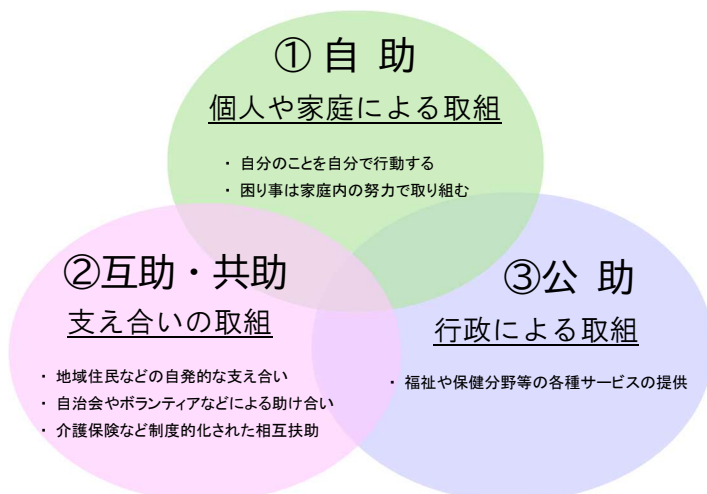 ① 自 助
個人や家庭による取組
・ 自分のことを自分で行動する
・ 困り事は家庭内の努力で取り組む
②互助・共助
支え合いの取組
・ 地域住民などの自発的な支え合い
・ 自治会やボランティアなどによる助け合い
・ 介護保険など制度的化された相互扶助
③公 助
行政による取組
・ 福祉や保健分野等の各種サービスの提供